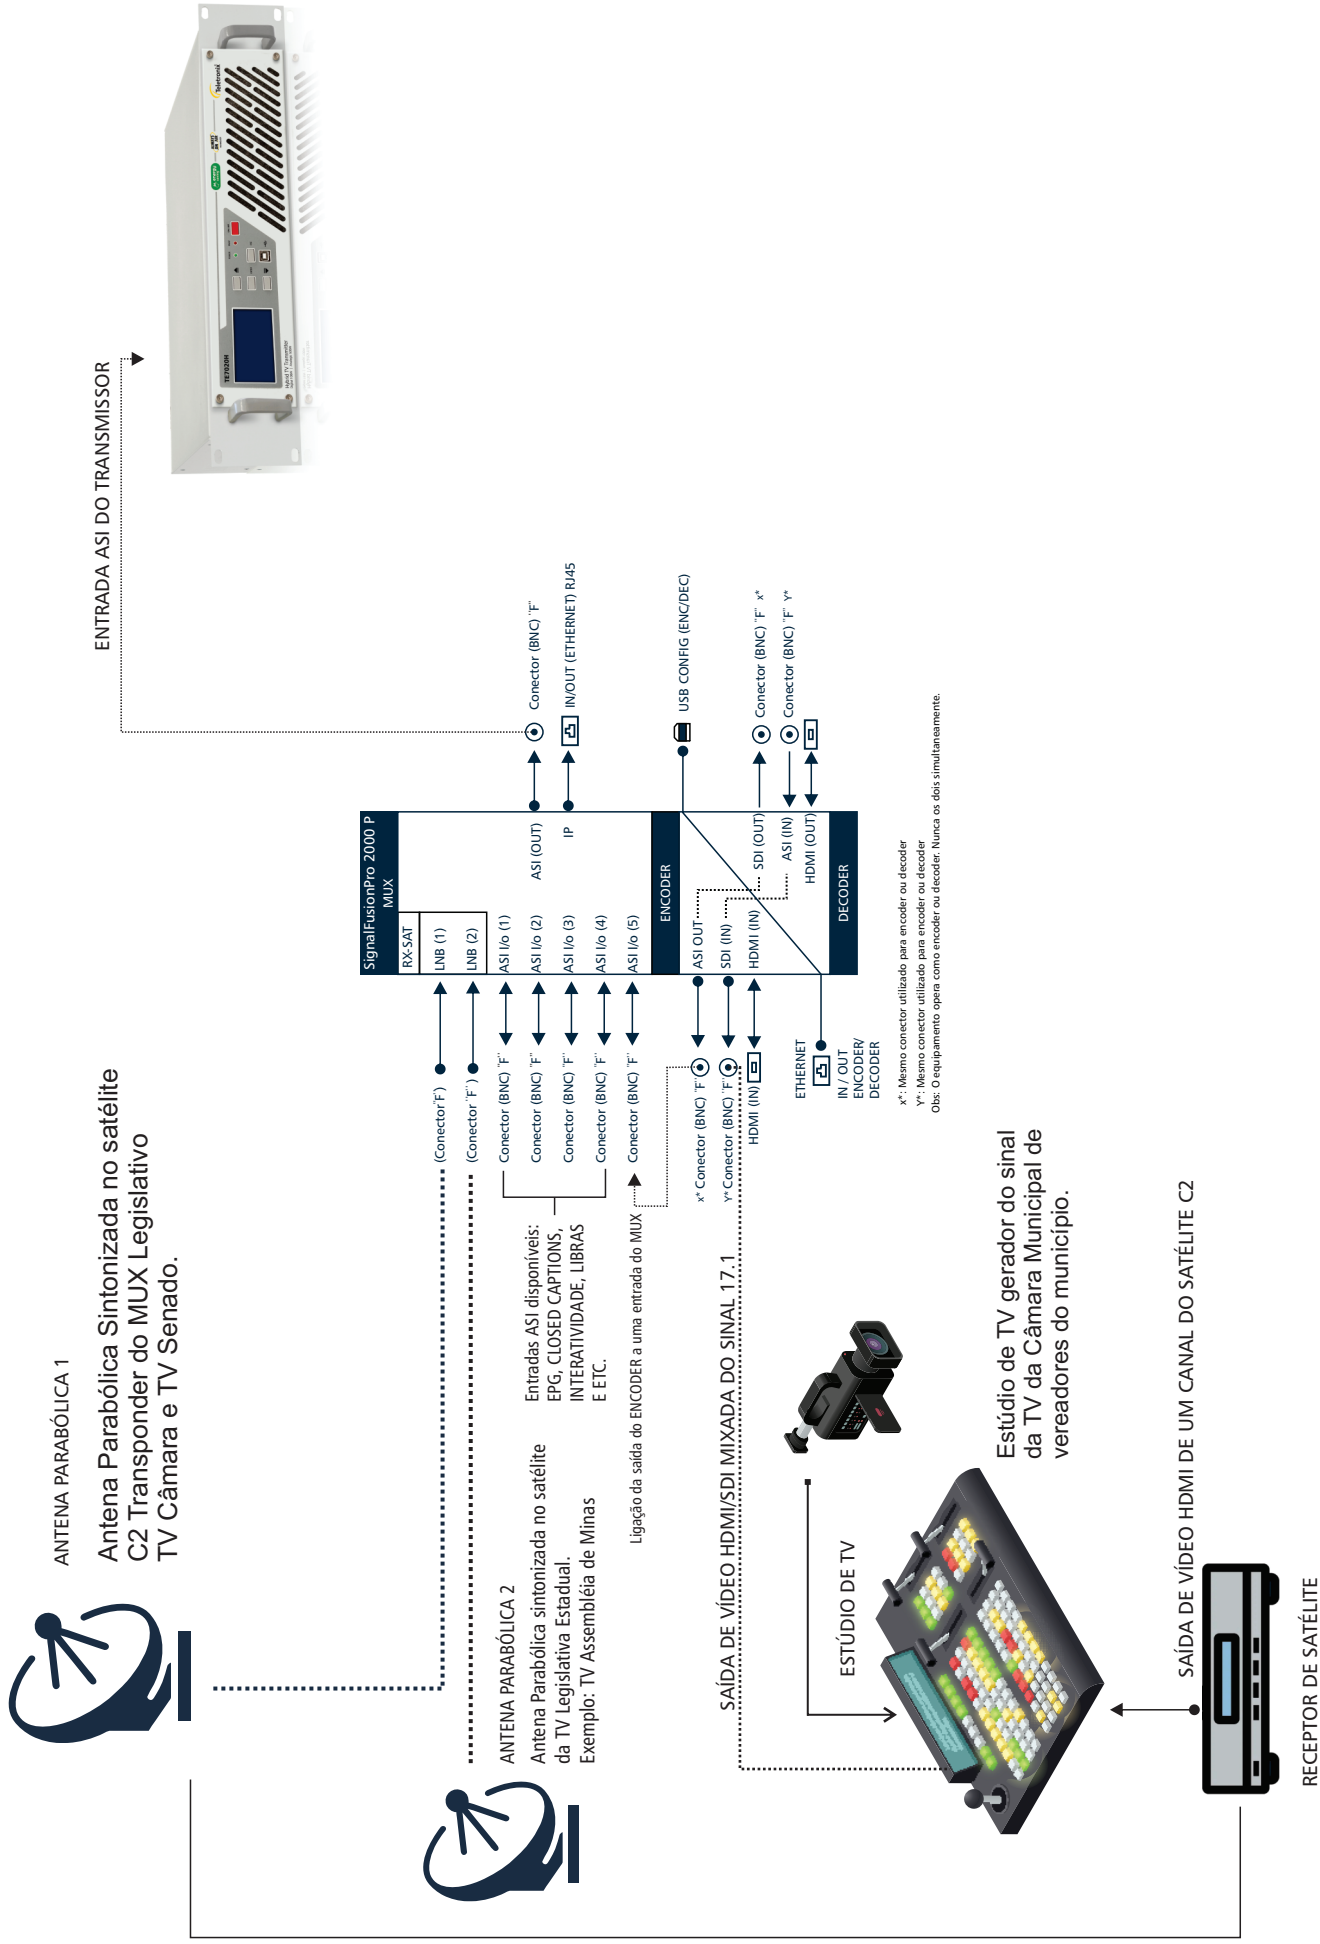 ANTENA PARABÓLICA 1
Antena Parabólica Sintonizada no satélite
C2 Transponder do MUX Legislativo
TV Câmara e TV Senado.
ENTRADA ASI DO TRANSMISSOR
Teletronix
TE7020H
Hybrid TV Transmitter
SignalFusionPro 2000 P
MUX
RX-SAT
LNB (1)
LNB (2)
ASI I/o (1)
ASI I/o (2)
ASI I/o (3)
ASI I/o (4)
ASI I/o (5)
ASI (OUT)
IP
(Conector¨F)
(Conector ¨F¨)
Conector (BNC) ¨F¨
Conector (BNC) ¨F¨
Conector (BNC) ¨F¨
Conector (BNC) ¨F¨
Conector (BNC) ¨F¨
Conector (BNC) ¨F¨
IN/OUT (ETHERNET) RJ45
ENCODER
ASI OUT
SDI (IN)
HDMI (IN)
x* Conector (BNC) ¨F¨
Y* Conector (BNC) ¨F¨
HDMI (IN)
USB CONFIG (ENC/DEC)
SDI (OUT)
ASI (IN)
HDMI (OUT)
Conector (BNC) ¨F¨ x*
Conector (BNC) ¨F¨ Y*
DECODER
ETHERNET
IN / OUT
ENCODER/
DECODER
x*: Mesmo conector utilizado para encoder ou decoder
Y*: Mesmo conector utilizado para encoder ou decoder
Obs: O equipamento opera como encoder ou decoder. Nunca os dois simultaneamente.
Entradas ASI disponíveis:
EPG, CLOSED CAPTIONS,
INTERATIVIDADE, LIBRAS
E ETC.
ANTENA PARABÓLICA 2
Antena Parabólica sintonizada no satélite
da TV Legislativa Estadual.
Exemplo: TV Assembléia de Minas
Ligação da saída do ENCODER a uma entrada do MUX
SAÍDA DE VÍDEO HDMI/SDI MIXADA DO SINAL 17.1
ESTÚDIO DE TV
Estúdio de TV gerador do sinal
da TV da Câmara Municipal de
vereadores do município.
SAÍDA DE VÍDEO HDMI DE UM CANAL DO SATÉLITE C2
RECEPTOR DE SATÉLITE